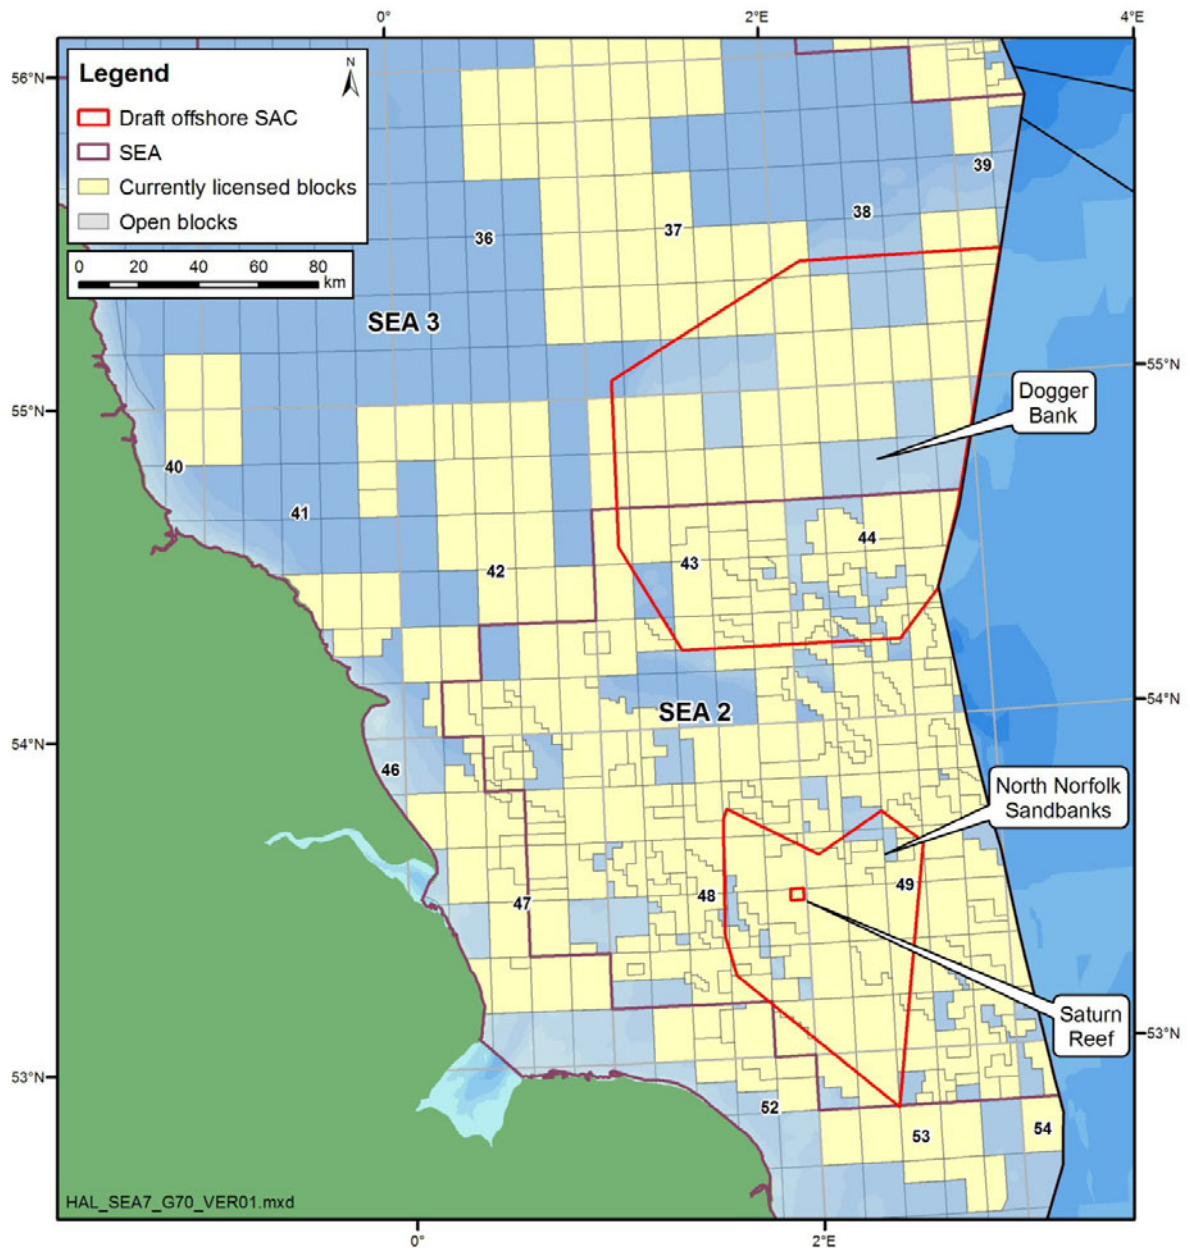 0°
2°E
4°E
Legend
N
Draft offshore SAC
SEA
Currently licensed blocks
Open blocks
0 20 40 60 80
km
56°N
39
38
37
36
SEA 3
55°N
55°N
Dogger
Bank
40
41
42
43
44
SEA 2
54°N
54°N
46
North Norfolk
Sandbanks
47
48
49
Saturn
Reef
53°N
53°N
52
53
54
HAL_SEA7_G70_VER01.mxd
0°
2°E